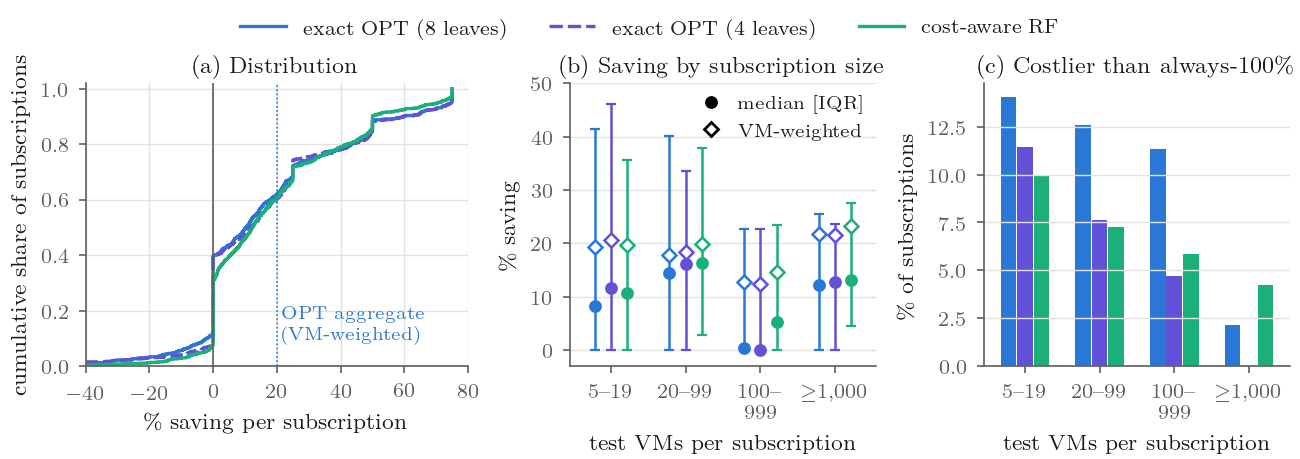 exact OPT (8 leaves) exact OPT (4 leaves) cost-aware RF
(a) Distribution
cumulative share of subscriptions
1.0
0.8
0.6
0.4
0.2
0.0
OPT aggregate
(VM-weighted)
−40 −20 0 20 40 60 80
% saving per subscription
(b) Saving by subscription size
% saving
50
40
30
20
10
0
median [IQR]
VM-weighted
5–19 20–99 100– ≥1,000
999
test VMs per subscription
(c) Costlier than always-100%
% of subscriptions
12.5
10.0
7.5
5.0
2.5
0.0
5–19 20–99 100– ≥1,000
999
test VMs per subscription